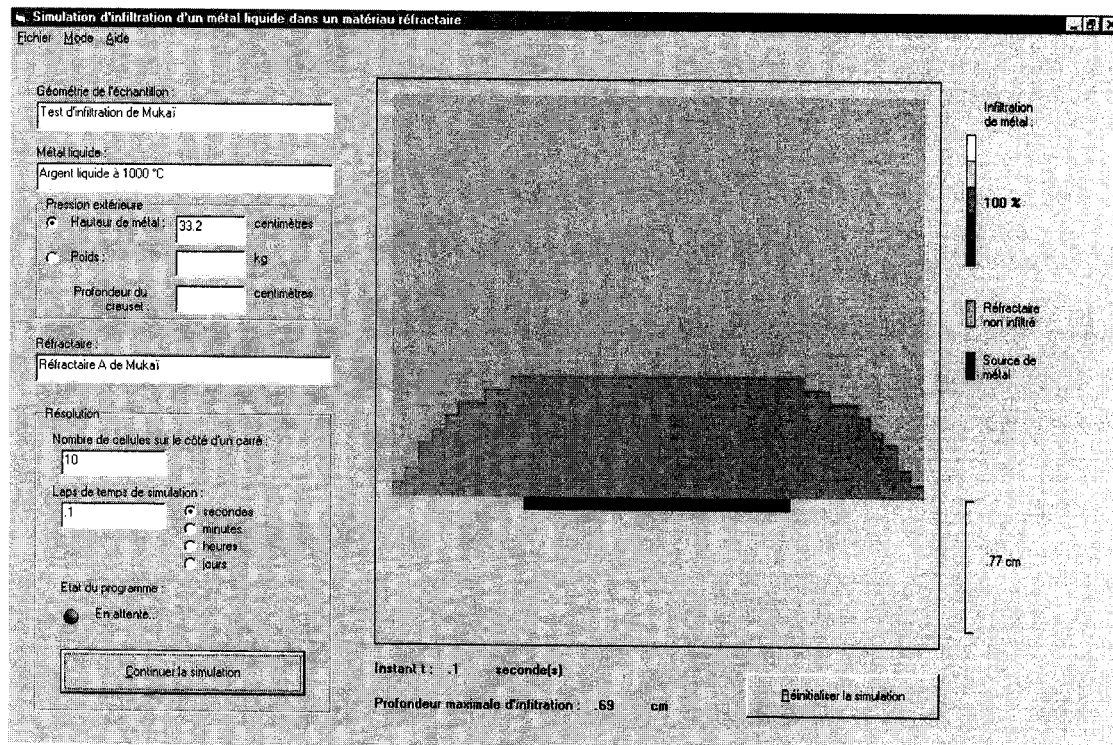 Simulation d'infiltration d'un métal liquide dans un matériau réfractaire
Fichier Mode Aide
Géométrie de l'échantillon :
Test d'infiltration de Mukaï
Métal liquide :
Argent liquide à 1000 °C
Pression extérieure
Hauteur de métal : 33.2 centimètres
Poids : kg
Profondeur du creuset : centimètres
Réfractaire :
Réfractaire A de Mukaï
Résolution
Nombre de cellules sur le côté d'un carré :
10
Laps de temps de simulation :
.1
secondes
minutes
heures
jours
Etat du programme :
En attente...
Continuer la simulation
Instant t : .1 seconde(s)
Profondeur maximale d'infitration : .69 cm
Réinitialiser la simulation
Infiltration
de métal :
100 %
Réfractaire
non infiltré
Source de
métal
.77 cm